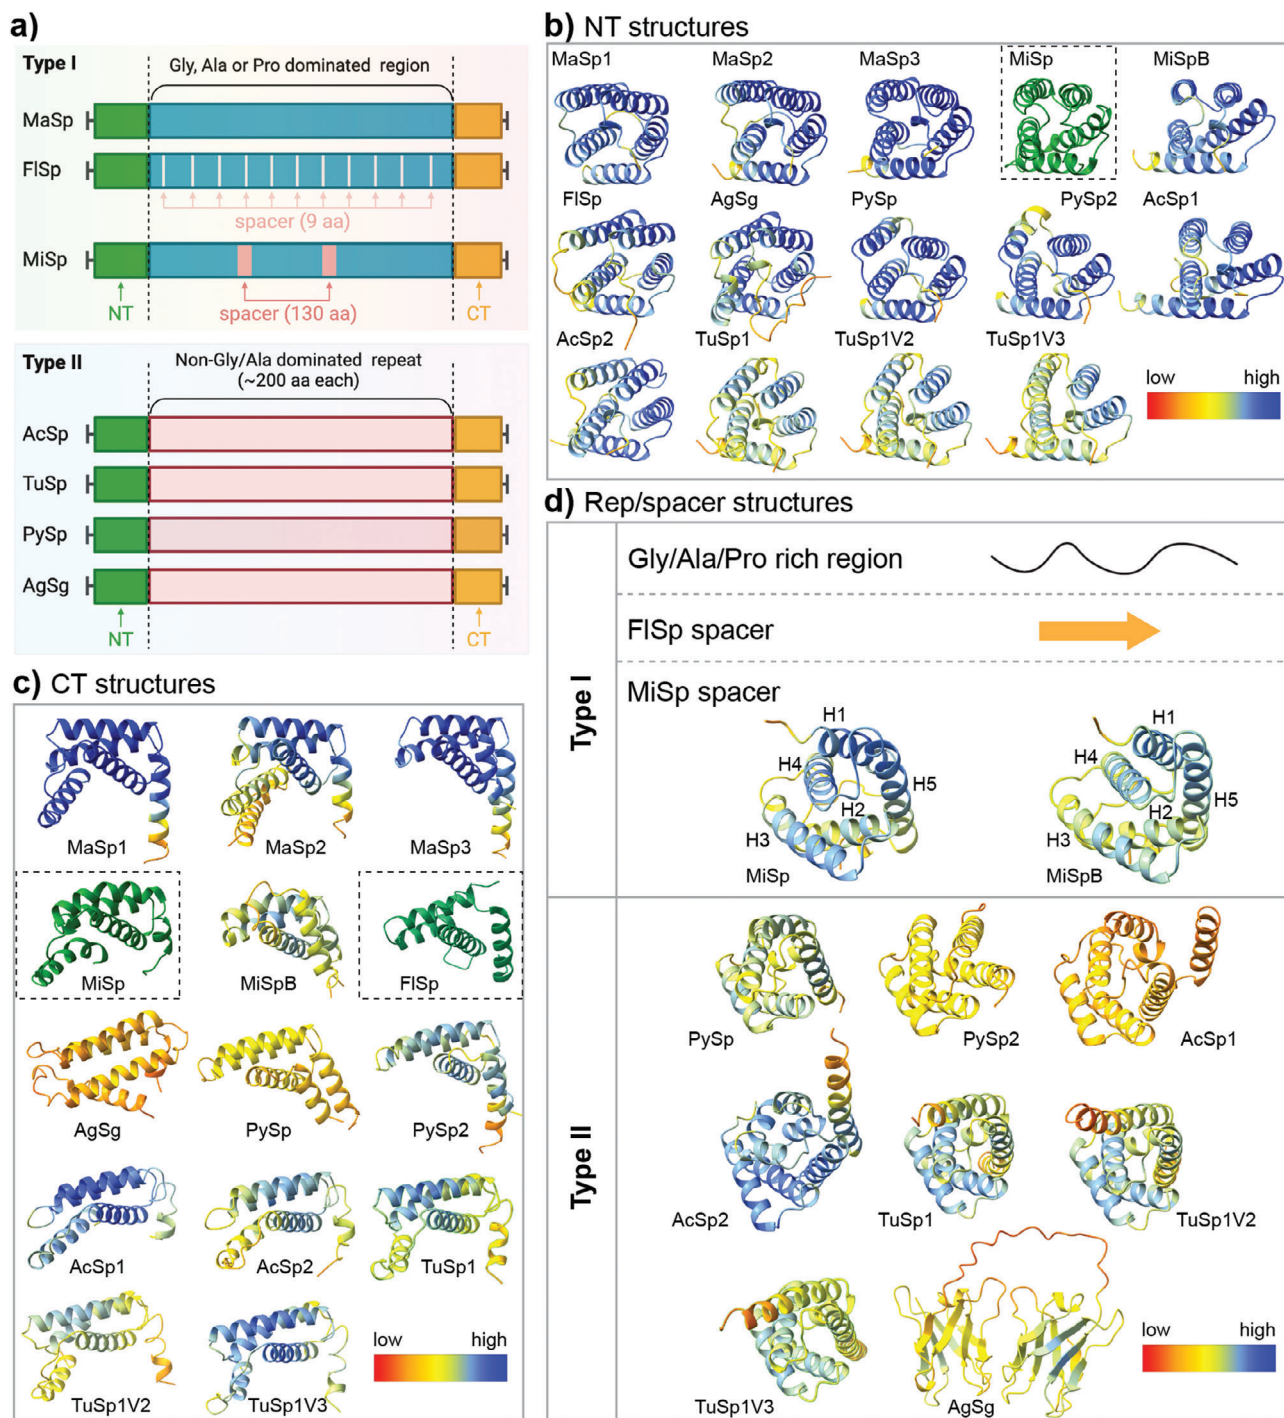 a)
Type I
Gly, Ala or Pro dominated region
MaSp
FlSp
spacer (9 aa)
MiSp
NT
spacer (130 aa)
CT
Type II
Non-Gly/Ala dominated repeat
(~200 aa each)
AcSp
TuSp
PySp
AgSg
NT
CT
b) NT structures
MaSp1
MaSp2
MaSp3
MiSp
MiSpB
FlSp
AgSg
PySp
PySp2
AcSp1
AcSp2
TuSp1
TuSp1V2
TuSp1V3
low
high
c) CT structures
MaSp1
MaSp2
MaSp3
MiSp
MiSpB
FlSp
AgSg
PySp
PySp2
AcSp1
AcSp2
TuSp1
TuSp1V2
TuSp1V3
low
high
d) Rep/spacer structures
Type I
Gly/Ala/Pro rich region
FlSp spacer
MiSp spacer
H1
H4
H5
H2
H3
MiSp
H1
H4
H5
H2
H3
MiSpB
Type II
PySp
PySp2
AcSp1
AcSp2
TuSp1
TuSp1V2
TuSp1V3
AgSg
low
high